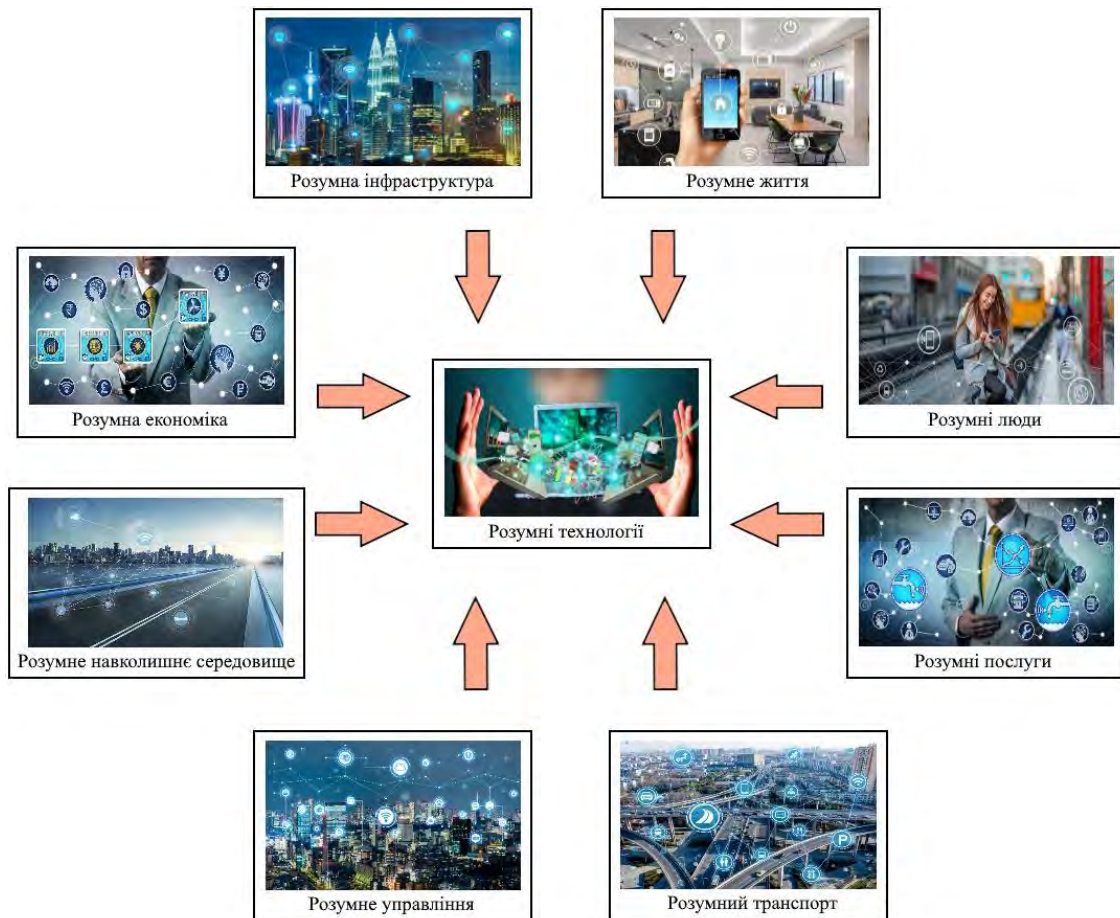 Розумна інфраструктура
Розумне життя
Розумна економіка
Розумні люди
Розумні технології
Розумне навколишнє середовище
Розумні послуги
Розумне управління
Розумний транспорт